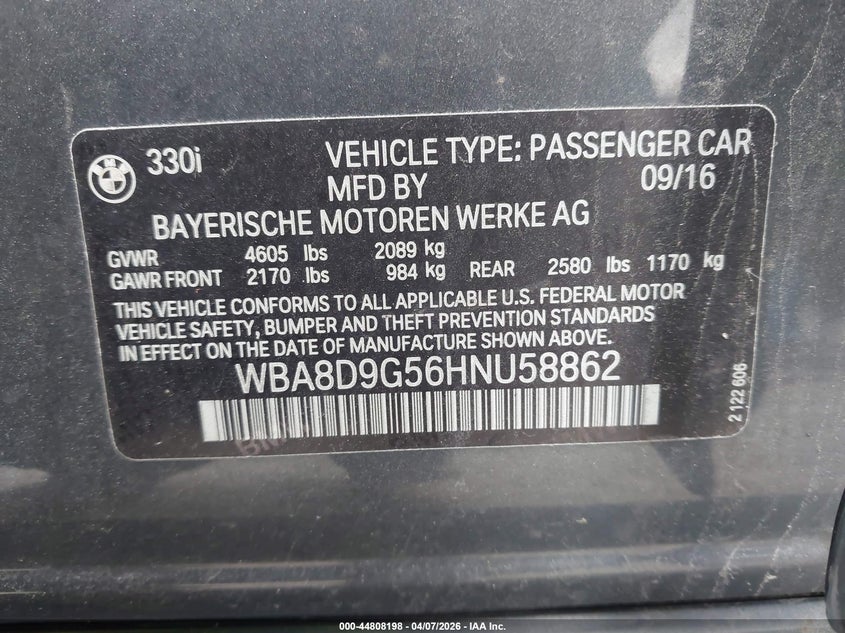 330i VEHICLE TYPE: PASSENGER CAR
MFD BY 09/16
BAYERISCHE MOTOREN WERKE AG
GVWR 4605 lbs 2089 kg
GAWR FRONT 2170 lbs 984 kg REAR 2580 lbs 1170 kg
THIS VEHICLE CONFORMS TO ALL APPLICABLE U.S. FEDERAL MOTOR
VEHICLE SAFETY, BUMPER AND THEFT PREVENTION STANDARDS
IN EFFECT ON THE DATE OF MANUFACTURE SHOWN ABOVE.
WBA8D9G56HNU58862
2 122 606
000-44808198 - 04/07/2026 - IAA Inc.